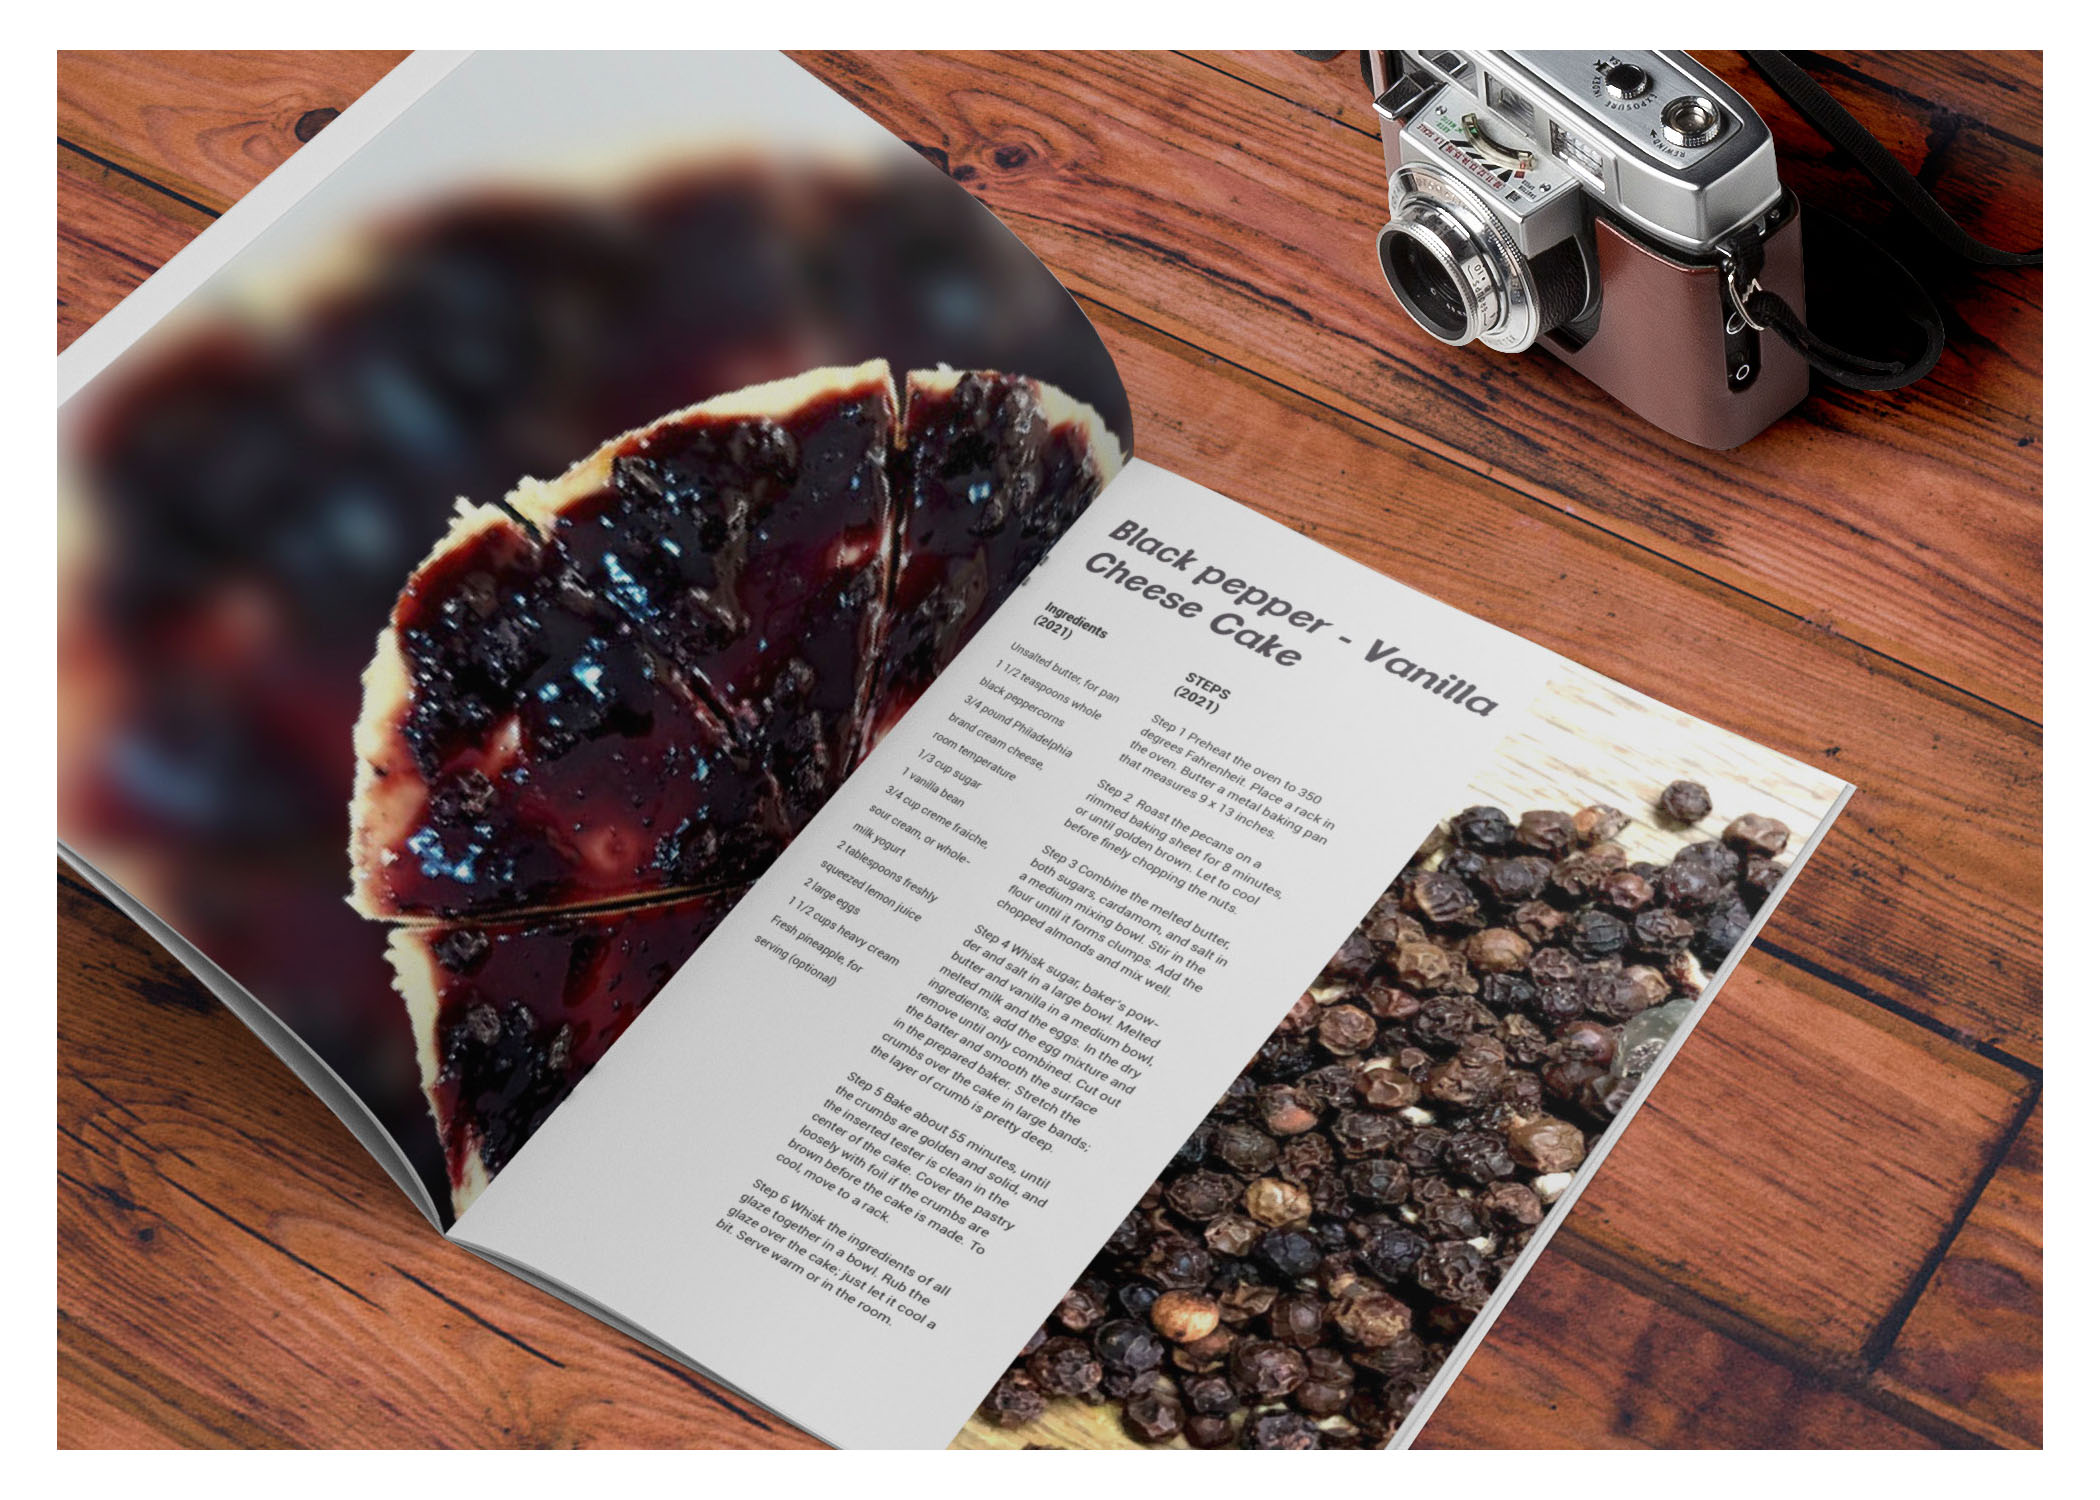 Black pepper - Vanilla
Cheese Cake
Ingredients
(2021)
Unsalted butter, for pan
1 1/2 teaspoons whole
black peppercorns
3/4 pound Philadelphia
brand cream cheese,
room temperature
1/3 cup sugar
1 vanilla bean
3/4 cup creme fraiche,
sour cream, or whole-
milk yogurt
2 tablespoons freshly
squeezed lemon juice
2 large eggs
1 1/2 cups heavy cream
Fresh pineapple, for
serving (optional)
STEPS
(2021)
Step 1 Preheat the oven to 350
degrees Fahrenheit. Place a rack in
the oven. Butter a metal baking pan
that measures 9 x 13 inches.
Step 2 Roast the pecans on a
rimmed baking sheet for 8 minutes,
or until golden brown. Let to cool
before finely chopping the nuts.
Step 3 Combine the melted butter,
both sugars, cardamom, and salt in
a medium mixing bowl. Stir in the
flour until it forms clumps. Add the
chopped almonds and mix well.
Step 4 Whisk sugar, baker's pow-
der and salt in a large bowl. Melted
butter and vanilla in a medium bowl,
melted milk and the eggs. In the dry
ingredients, add the egg mixture and
remove until only combined. Cut out
the batter and smooth the surface
in the prepared baker. Stretch the
crumbs over the cake in large bands;
the layer of crumb is pretty deep.
Step 5 Bake about 55 minutes, until
the crumbs are golden and solid, and
the inserted tester is clean in the
center of the cake. Cover the pastry
loosely with foil if the crumbs are
brown before the cake is made. To
cool, move to a rack.
Step 6 Whisk the ingredients of all
glaze together in a bowl. Rub the
glaze over the cake; just let it cool a
bit. Serve warm or in the room.
EXPOSURE
INDEX
REWIND